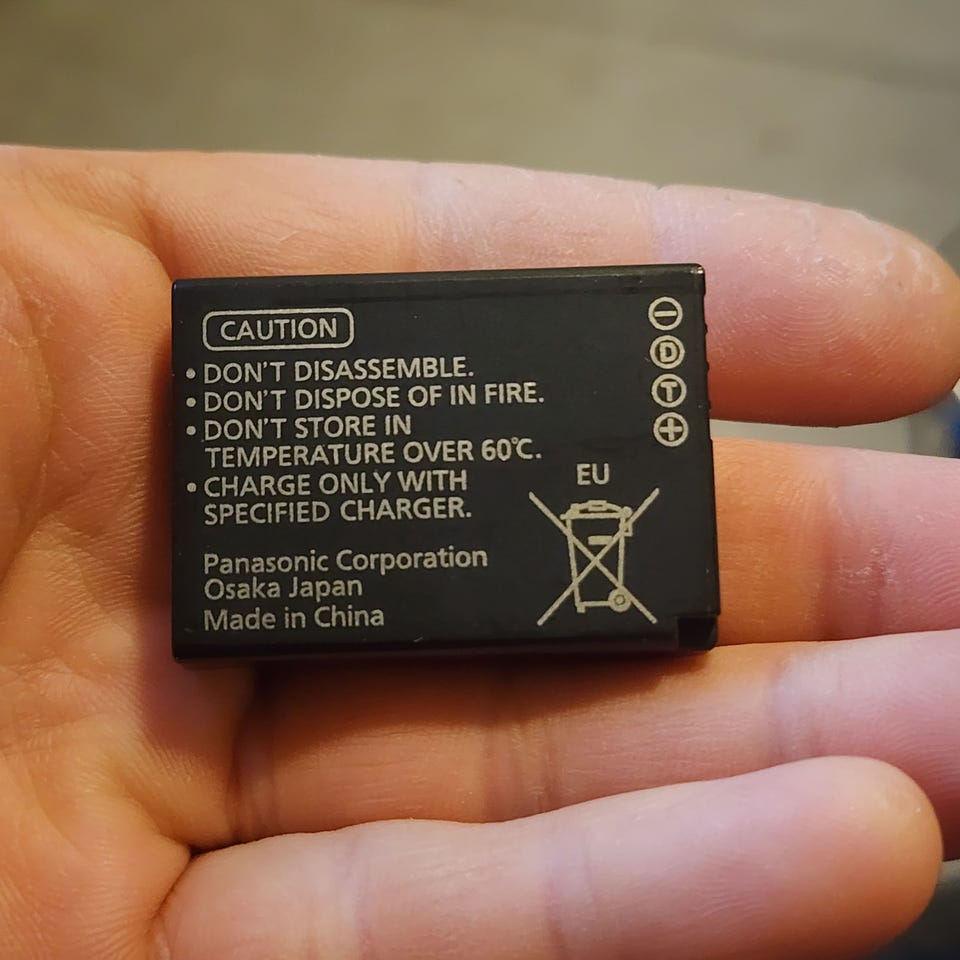 CAUTION
• DON'T DISASSEMBLE.
• DON'T DISPOSE OF IN FIRE.
• DON'T STORE IN
TEMPERATURE OVER 60℃.
• CHARGE ONLY WITH
SPECIFIED CHARGER.
Panasonic Corporation
Osaka Japan
Made in China
⊖
D
T
⊕
EU